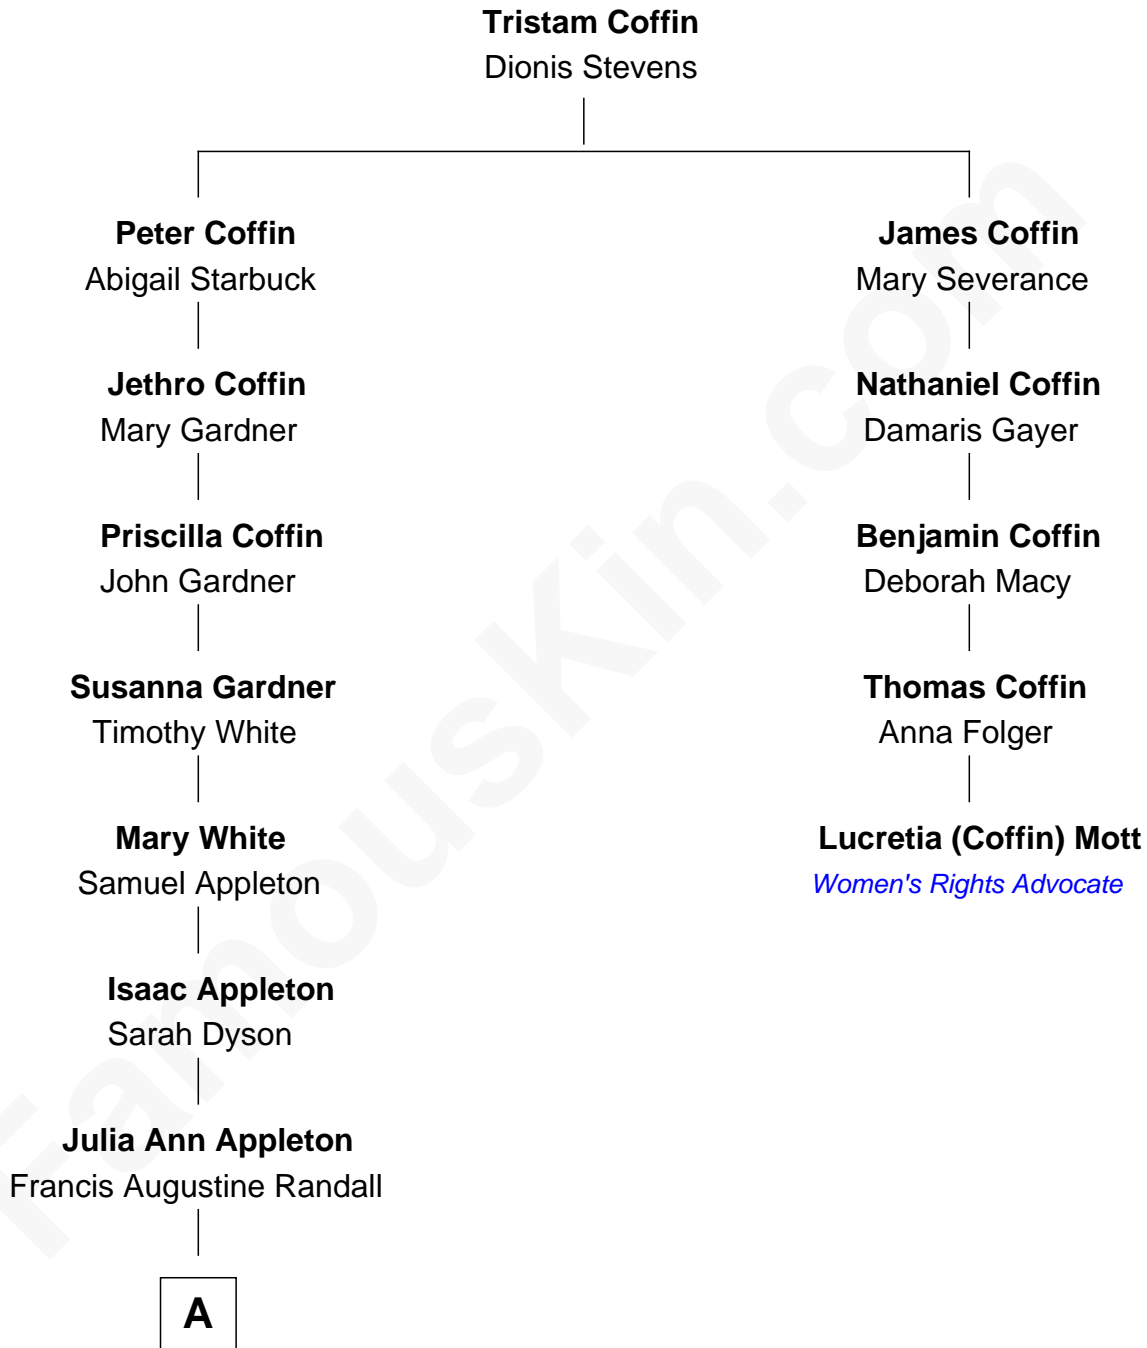 Tristam Coffin
Dionis Stevens
Peter Coffin
Abigail Starbuck
James Coffin
Mary Severance
Jethro Coffin
Mary Gardner
Nathaniel Coffin
Damaris Gayer
Priscilla Coffin
John Gardner
Benjamin Coffin
Deborah Macy
Susanna Gardner
Timothy White
Thomas Coffin
Anna Folger
Mary White
Samuel Appleton
Lucretia (Coffin) Mott
Women's Rights Advocate
Isaac Appleton
Sarah Dyson
Julia Ann Appleton
Francis Augustine Randall
A
FamousKin.com